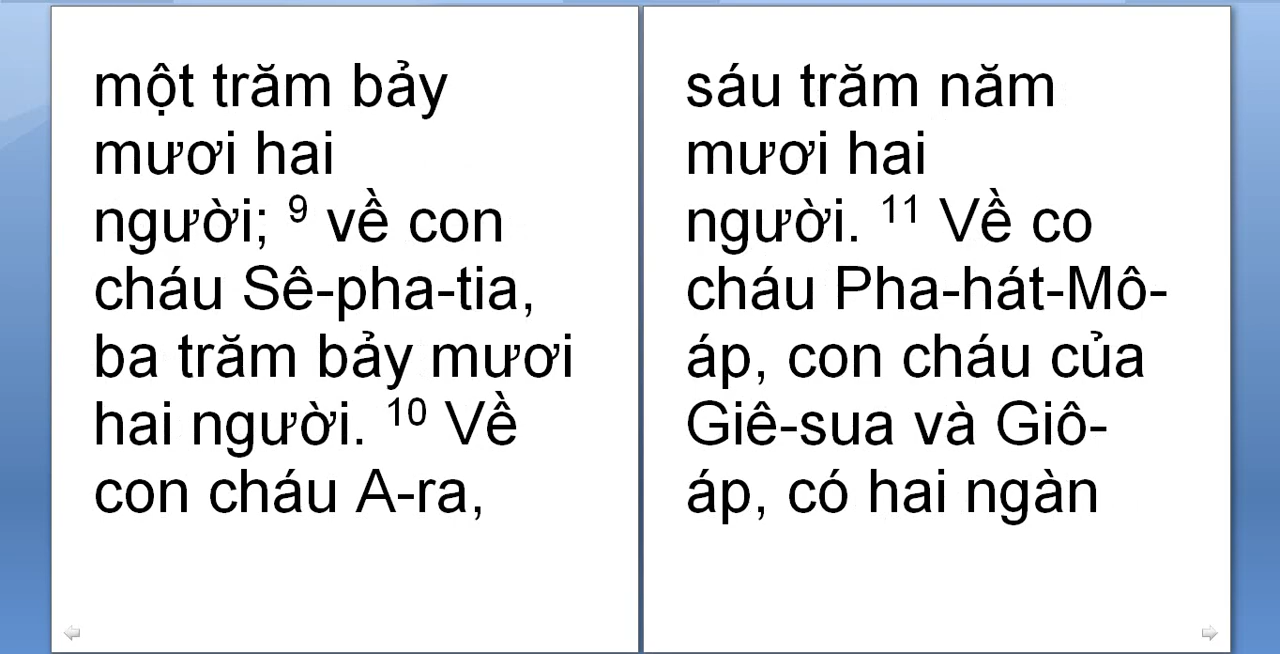 một trăm bảy
mươi hai
người; 9 về con
cháu Sê-pha-tia,
ba trăm bảy mươi
hai người. 10 Về
con cháu A-ra,
sáu trăm năm
mươi hai
người. 11 Về co
cháu Pha-hát-Mô-
áp, con cháu của
Giê-sua và Giô-
áp, có hai ngàn